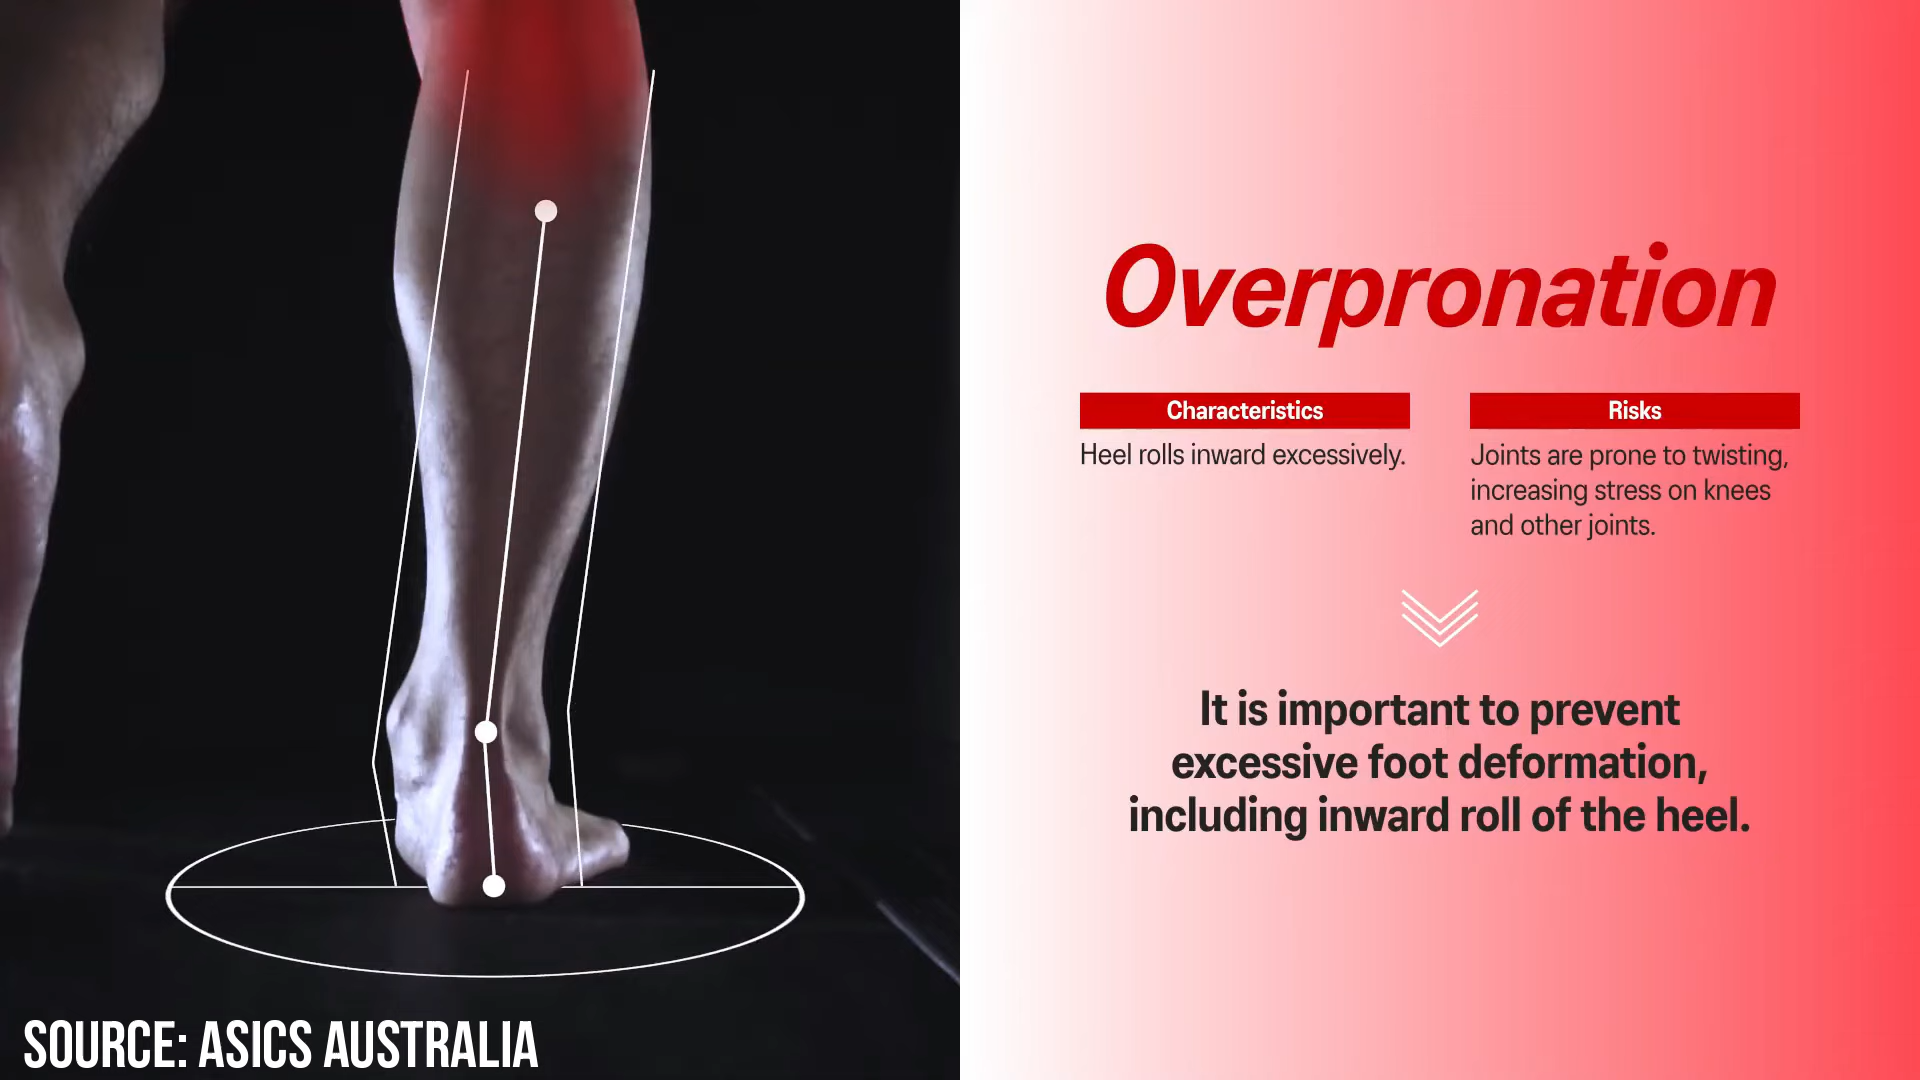 Overpronation
Characteristics
Heel rolls inward excessively.
Risks
Joints are prone to twisting,
increasing stress on knees
and other joints.
It is important to prevent
excessive foot deformation,
including inward roll of the heel.
SOURCE: ASICS AUSTRALIA